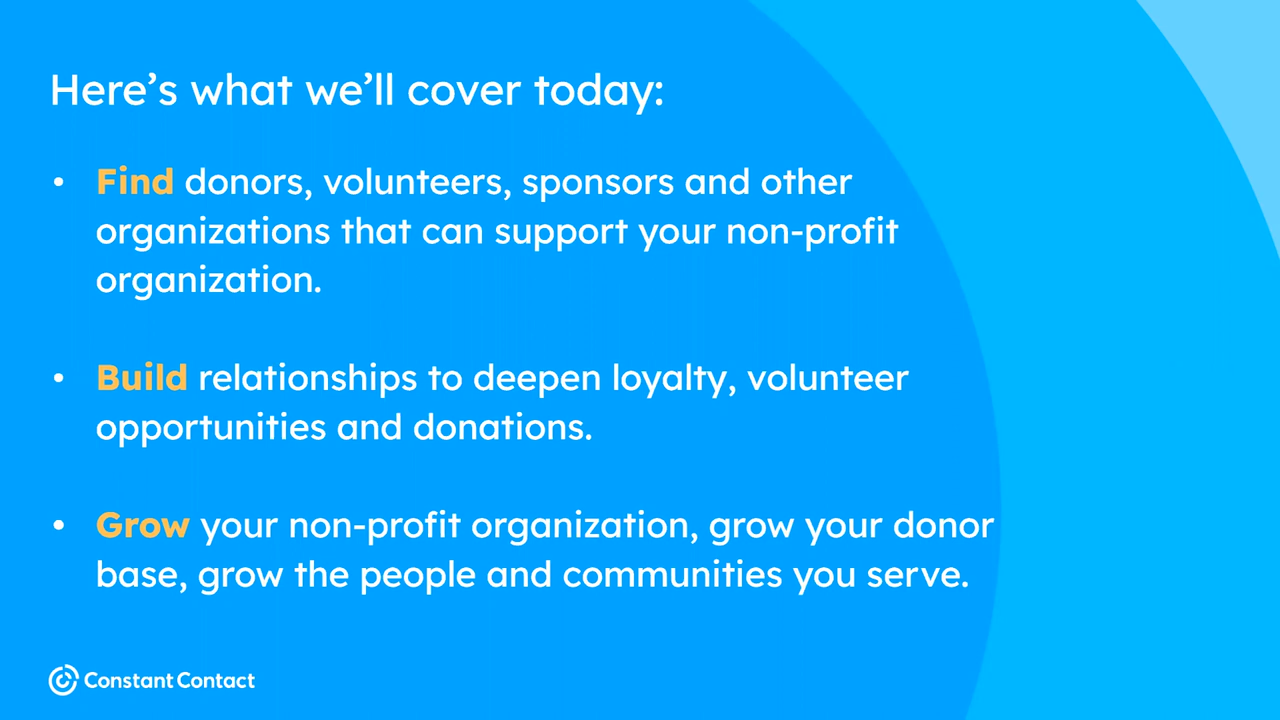 Here’s what we’ll cover today:
• Find donors, volunteers, sponsors and other
organizations that can support your non-profit
organization.
• Build relationships to deepen loyalty, volunteer
opportunities and donations.
• Grow your non-profit organization, grow your donor
base, grow the people and communities you serve.
Constant Contact